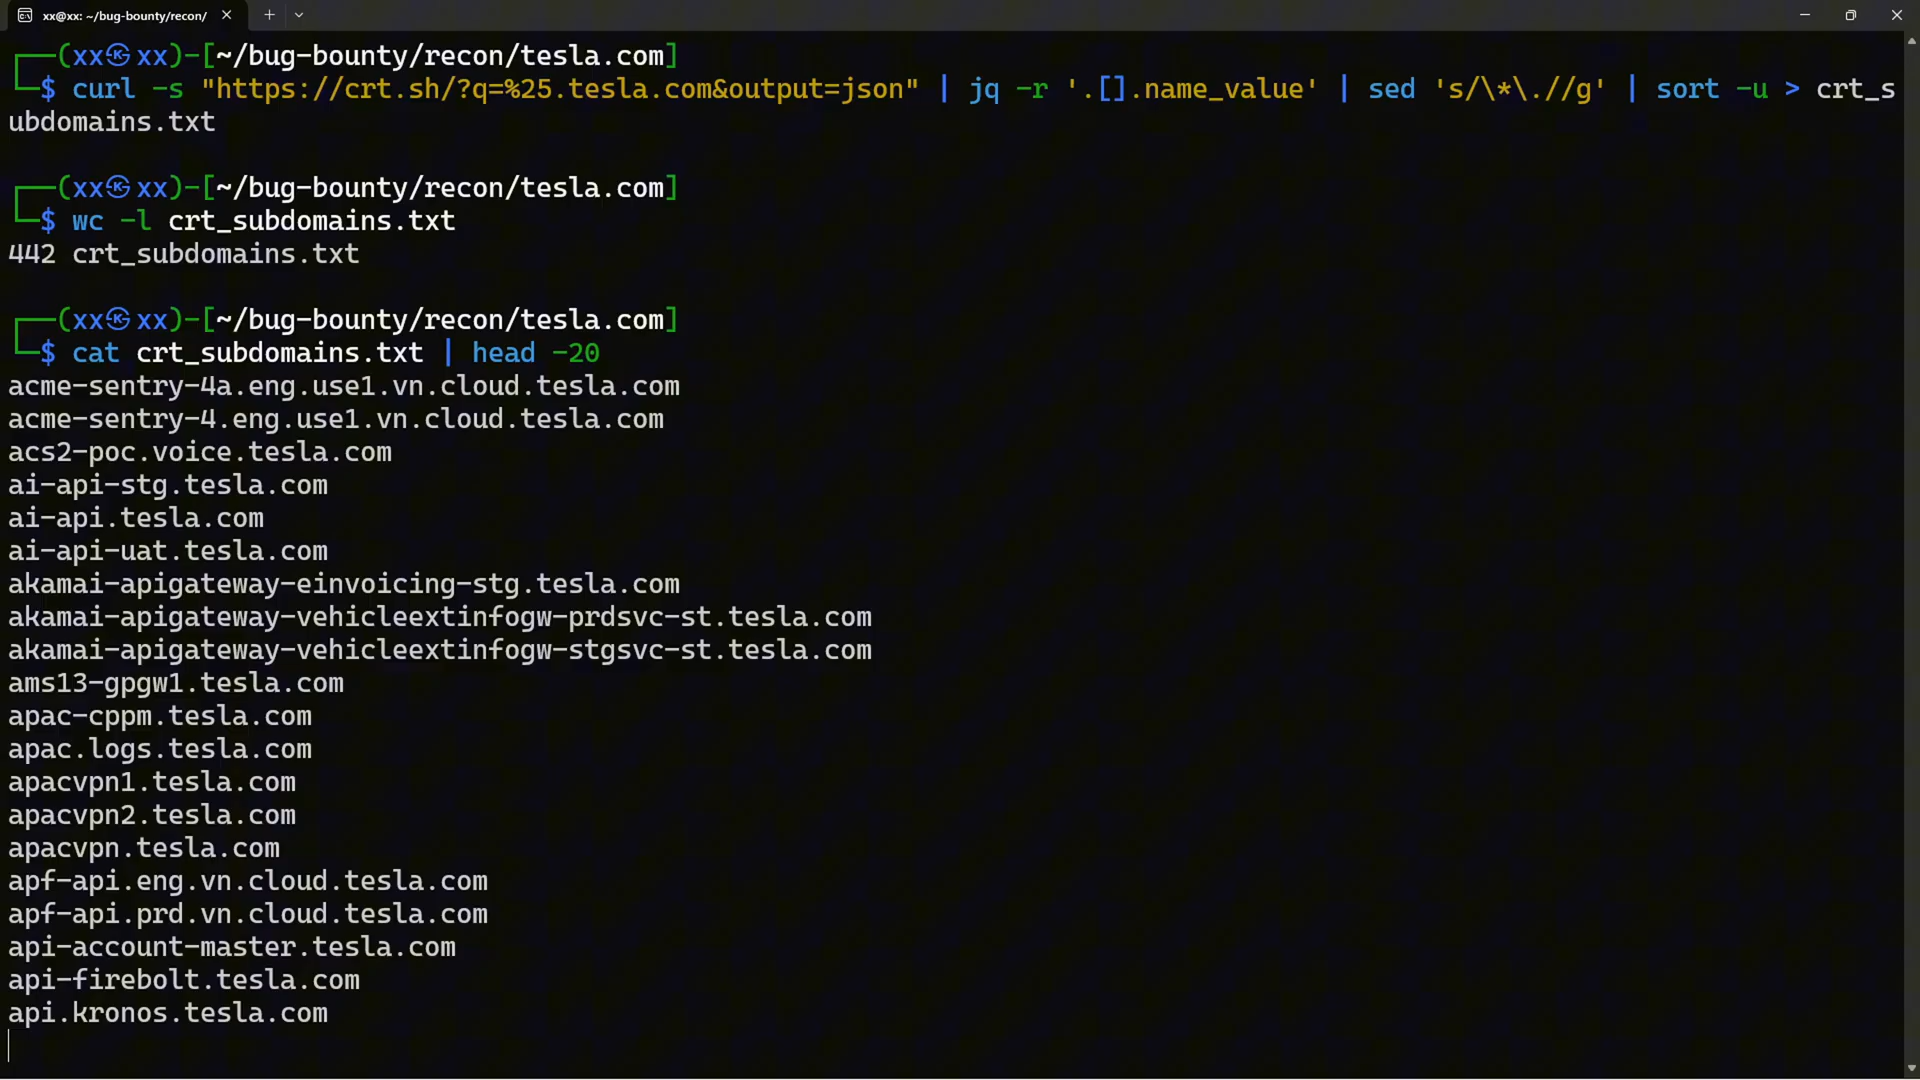 xx@xx: ~/bug-bounty/recon/
(xx㉿xx)-[~/bug-bounty/recon/tesla.com]
$ curl -s "https://crt.sh/?q=%25.tesla.com&output=json" | jq -r '.[].name_value' | sed 's/\*\.//g' | sort -u > crt_s
ubdomains.txt
(xx㉿xx)-[~/bug-bounty/recon/tesla.com]
$ wc -l crt_subdomains.txt
442 crt_subdomains.txt
(xx㉿xx)-[~/bug-bounty/recon/tesla.com]
$ cat crt_subdomains.txt | head -20
acme-sentry-4a.eng.use1.vn.cloud.tesla.com
acme-sentry-4.eng.use1.vn.cloud.tesla.com
acs2-poc.voice.tesla.com
ai-api-stg.tesla.com
ai-api.tesla.com
ai-api-uat.tesla.com
akamai-apigateway-einvoicing-stg.tesla.com
akamai-apigateway-vehicleextinfogw-prdsvc-st.tesla.com
akamai-apigateway-vehicleextinfogw-stgsvc-st.tesla.com
ams13-gpgw1.tesla.com
apac-cppm.tesla.com
apac.logs.tesla.com
apacvpn1.tesla.com
apacvpn2.tesla.com
apacvpn.tesla.com
apf-api.eng.vn.cloud.tesla.com
apf-api.prd.vn.cloud.tesla.com
api-account-master.tesla.com
api-firebolt.tesla.com
api.kronos.tesla.com